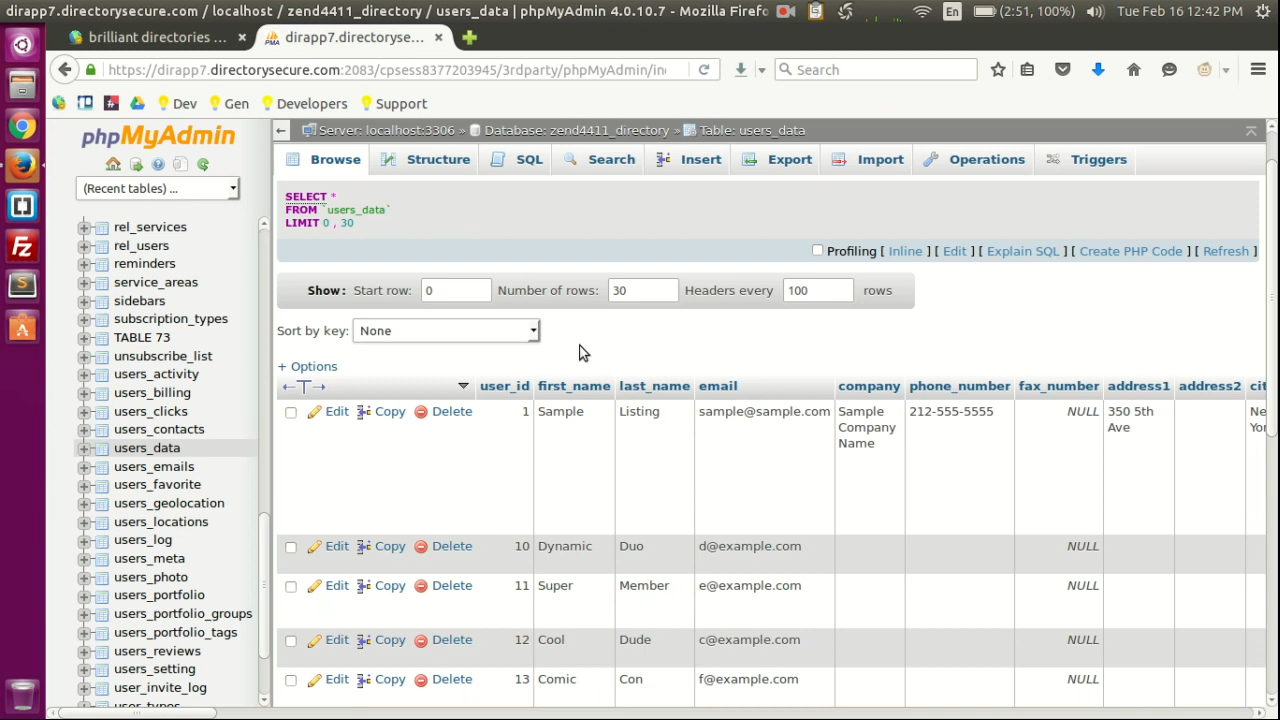 dirapp7.directorysecure.com / localhost / zend4411_directory / users_data | phpMyAdmin 4.0.10.7 - Mozilla Firefo
En (2:51, 100%) Tue Feb 16 12:42 PM
brilliant directories ... × dirapp7.directoryse... ×
https://dirapp7.directorysecure.com:2083/cpsess8377203945/3rdparty/phpMyAdmin/in
Search
Dev Gen Developers Support
phpMyAdmin
(Recent tables) ...
rel_services
rel_users
reminders
service_areas
sidebars
subscription_types
TABLE 73
unsubscribe_list
users_activity
users_billing
users_clicks
users_contacts
users_data
users_emails
users_favorite
users_geolocation
users_locations
users_log
users_meta
users_photo
users_portfolio
users_portfolio_groups
users_portfolio_tags
users_reviews
users_setting
user_invite_log
user_types
Server: localhost:3306 » Database: zend4411_directory » Table: users_data
Browse Structure SQL Search Insert Export Import Operations Triggers
SELECT *
FROM `users_data`
LIMIT 0 , 30
Profiling [ Inline ] [ Edit ] [ Explain SQL ] [ Create PHP Code ] [ Refresh ]
Show: Start row: 0 Number of rows: 30 Headers every 100 rows
Sort by key: None
+ Options
←T→ user_id first_name last_name email company phone_number fax_number address1 address2 cit
Edit Copy Delete 1 Sample Listing sample@sample.com Sample 212-555-5555 NULL 350 5th Ne
Company Ave Yor
Name
Edit Copy Delete 10 Dynamic Duo d@example.com NULL
Edit Copy Delete 11 Super Member e@example.com NULL
Edit Copy Delete 12 Cool Dude c@example.com NULL
Edit Copy Delete 13 Comic Con f@example.com NULL